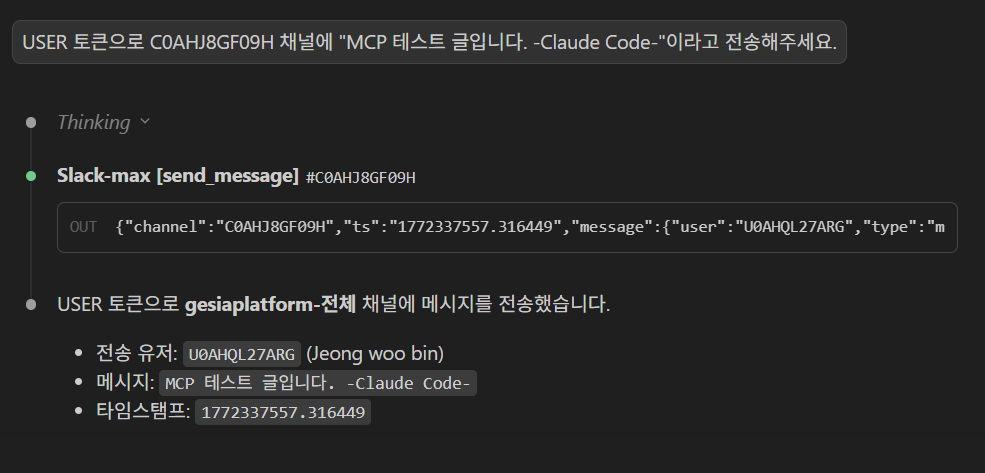 USER 토큰으로 C0AHJ8GF09H 채널에 "MCP 테스트 글입니다. -Claude Code-"이라고 전송해주세요.
Thinking
Slack-max [send_message] #C0AHJ8GF09H
OUT {"channel":"C0AHJ8GF09H","ts":"1772337557.316449","message":{"user":"U0AHQL27ARG","type":"m
USER 토큰으로 gesiaplatform-전체 채널에 메시지를 전송했습니다.
• 전송 유저: U0AHQL27ARG (Jeong woo bin)
• 메시지: MCP 테스트 글입니다. -Claude Code-
• 타임스탬프: 1772337557.316449